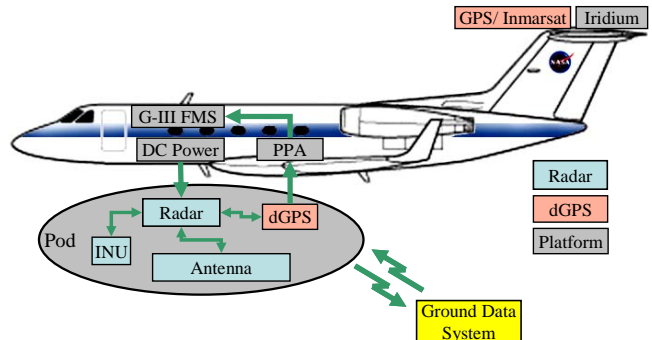 GPS/ Inmarsat
Iridium
NASA
G-III FMS
DC Power
PPA
Radar
dGPS
Platform
Pod
Radar
dGPS
INU
Antenna
Ground Data
System